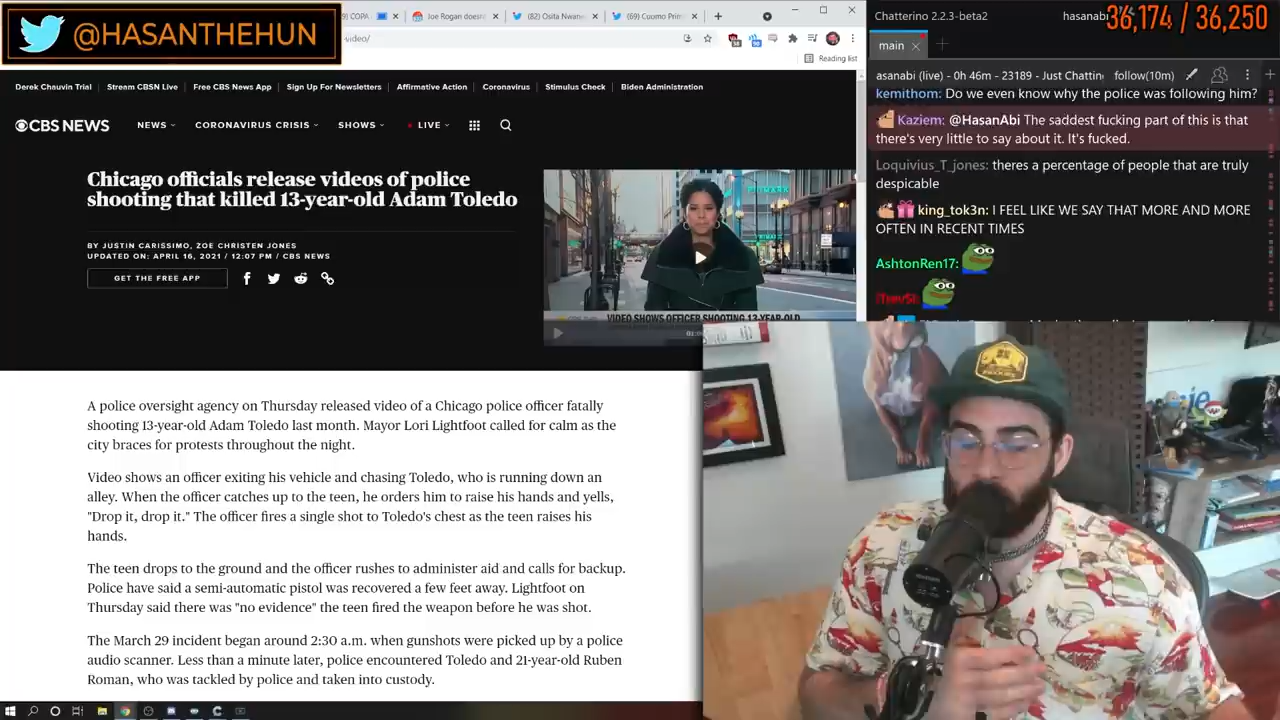 @HASANTHEHUN
COPA
Joe Rogan doesn
(82) Osita Nwane
(69) Cuomo Prim
-video/
Reading list
Derek Chauvin Trial
Stream CBSN Live
Free CBS News App
Sign Up For Newsletters
Affirmative Action
Coronavirus
Stimulus Check
Biden Administration
CBS NEWS
NEWS
CORONAVIRUS CRISIS
SHOWS
LIVE
Chicago officials release videos of police
shooting that killed 13-year-old Adam Toledo
BY JUSTIN CARISSIMO, ZOE CHRISTEN JONES
UPDATED ON: APRIL 16, 2021 / 12:07 PM / CBS NEWS
GET THE FREE APP
VIDEO SHOWS OFFICER SHOOTING 13-YEAR-OLD
A police oversight agency on Thursday released video of a Chicago police officer fatally
shooting 13-year-old Adam Toledo last month. Mayor Lori Lightfoot called for calm as the
city braces for protests throughout the night.
Video shows an officer exiting his vehicle and chasing Toledo, who is running down an
alley. When the officer catches up to the teen, he orders him to raise his hands and yells,
"Drop it, drop it." The officer fires a single shot to Toledo's chest as the teen raises his
hands.
The teen drops to the ground and the officer rushes to administer aid and calls for backup.
Police have said a semi-automatic pistol was recovered a few feet away. Lightfoot on
Thursday said there was "no evidence" the teen fired the weapon before he was shot.
The March 29 incident began around 2:30 a.m. when gunshots were picked up by a police
audio scanner. Less than a minute later, police encountered Toledo and 21-year-old Ruben
Roman, who was tackled by police and taken into custody.
Chatterino 2.2.3-beta2
hasanab
36,174 / 36,250
main
asanabi (live) - 0h 46m - 23189 - Just Chattin
follow(10m)
kemithom: Do we even know why the police was following him?
Kaziem: @HasanAbi The saddest fucking part of this is that
there's very little to say about it. It's fucked.
Loquivius_T_jones: theres a percentage of people that are truly
despicable
king_tok3n: I FEEL LIKE WE SAY THAT MORE AND MORE
OFTEN IN RECENT TIMES
AshtonRen17: